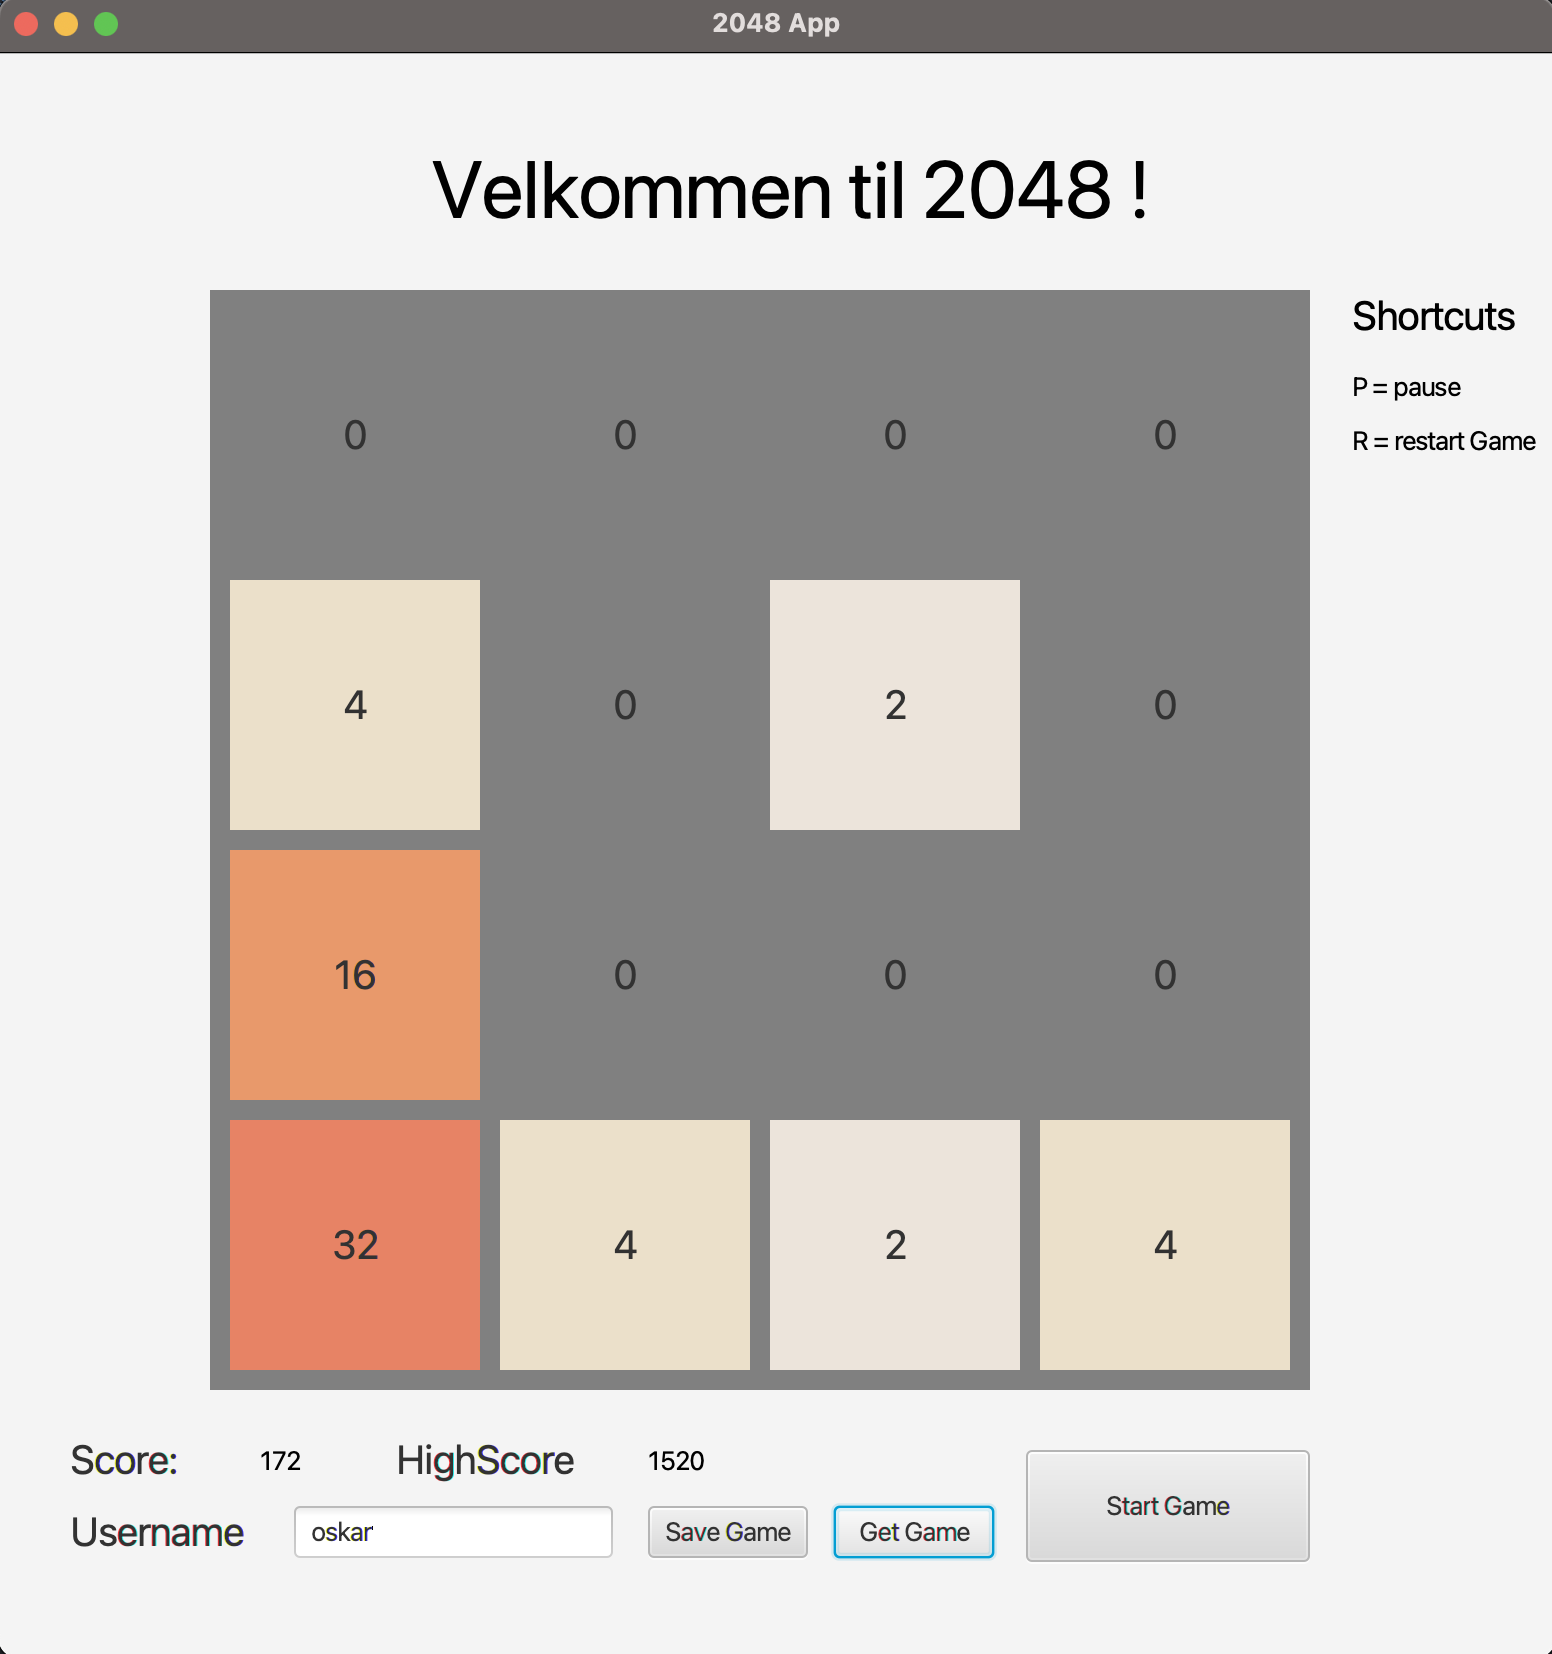 2048 App
Velkommen til 2048 !
Shortcuts
P = pause
R = restart Game
0 0 0 0
4 0 2 0
16 0 0 0
32 4 2 4
Score: 172 HighScore 1520
Username oskar Save Game Get Game Start Game